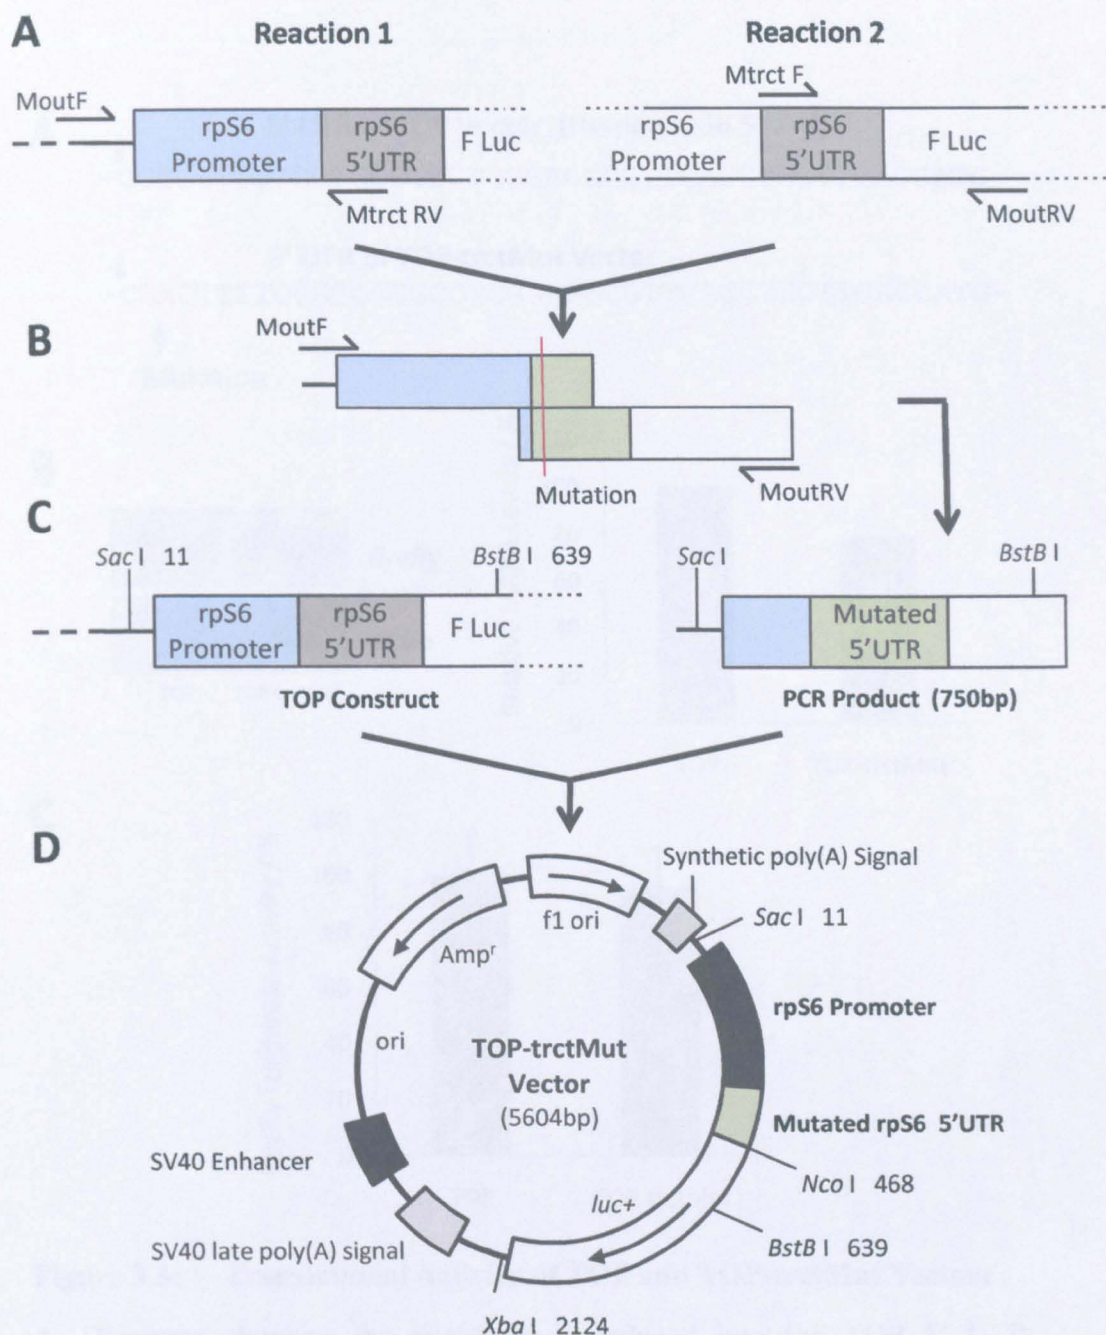 A
Reaction 1
Reaction 2
MoutF
rpS6
Promoter
rpS6
5'UTR
F Luc
Mtrct RV
Mtrct F
rpS6
Promoter
rpS6
5'UTR
F Luc
MoutRV
B
MoutF
Mutation
MoutRV
C
Sac I 11
BstB I 639
rpS6
Promoter
rpS6
5'UTR
F Luc
TOP Construct
Sac I
BstB I
Mutated
5'UTR
PCR Product (750bp)
D
Synthetic poly(A) Signal
f1 ori
Sac I 11
Ampʳ
rpS6 Promoter
ori
TOP-trctMut
Vector
(5604bp)
Mutated rpS6 5'UTR
SV40 Enhancer
Nco I 468
luc+
SV40 late poly(A) signal
BstB I 639
Xba I 2124